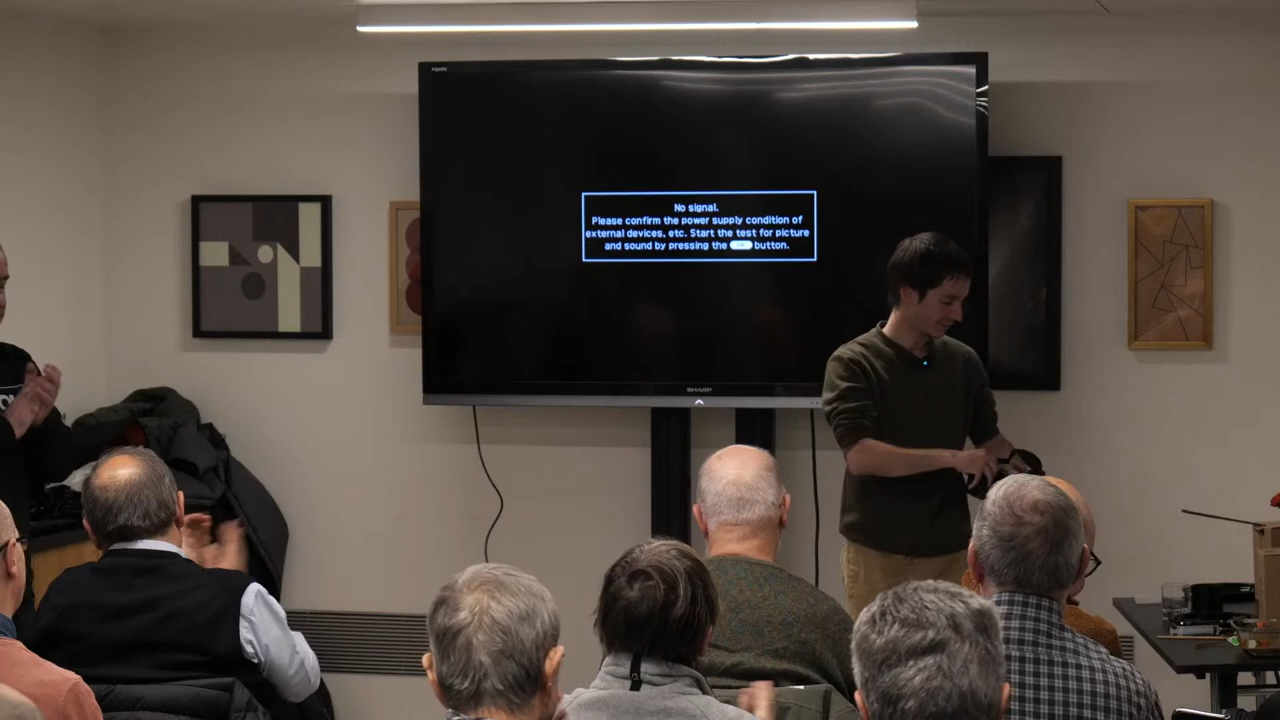 No signal.
Please confirm the power supply condition of
external devices, etc. Start the test for picture
and sound by pressing the button.
SHARP